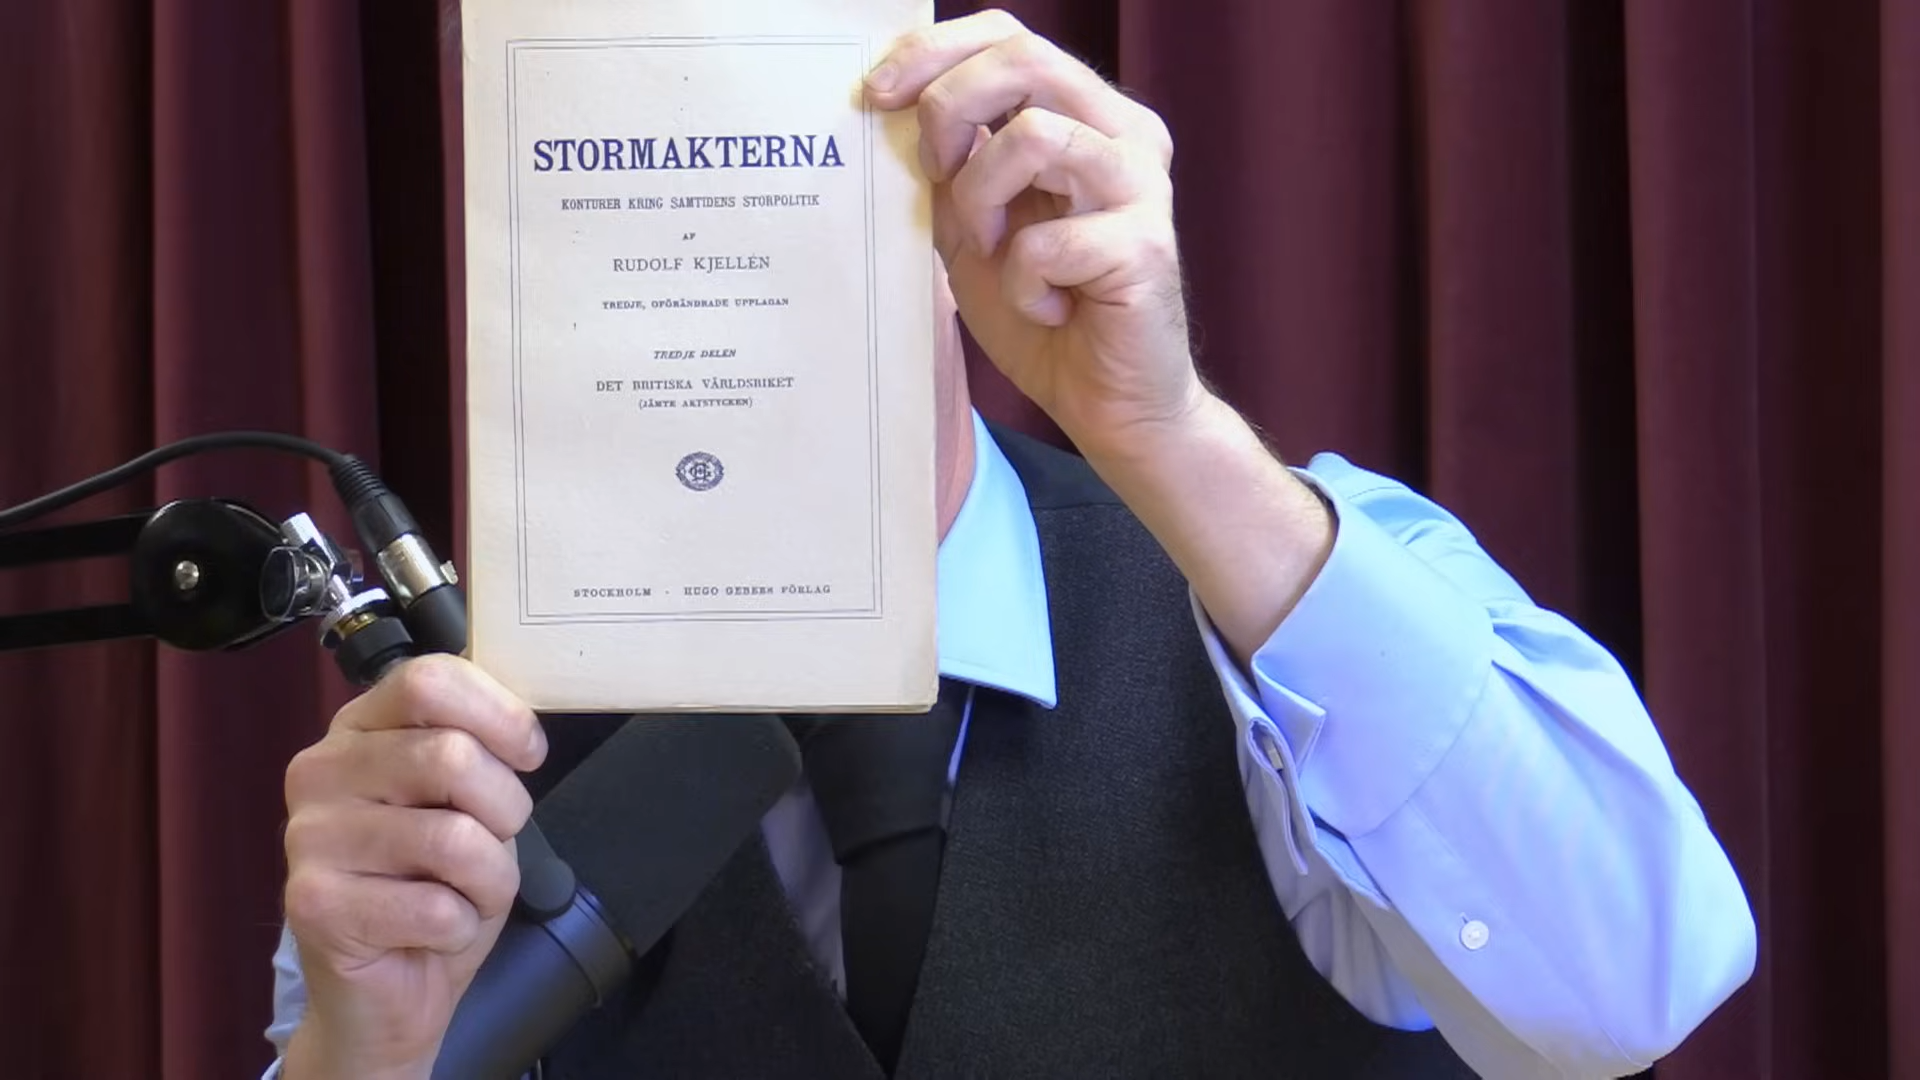 STORMAKTERNA
KONTURER KRING SAMTIDENS STORPOLITIK
AF
RUDOLF KJELLÉN
TREDJE, OFÖRÄNDRADE UPPLAGAN
TREDJE DELEN
DET BRITISKA VÄRLDSRIKET
(JÄMTE AKTSTYCKEN)
STOCKHOLM · HUGO GEBERS FÖRLAG